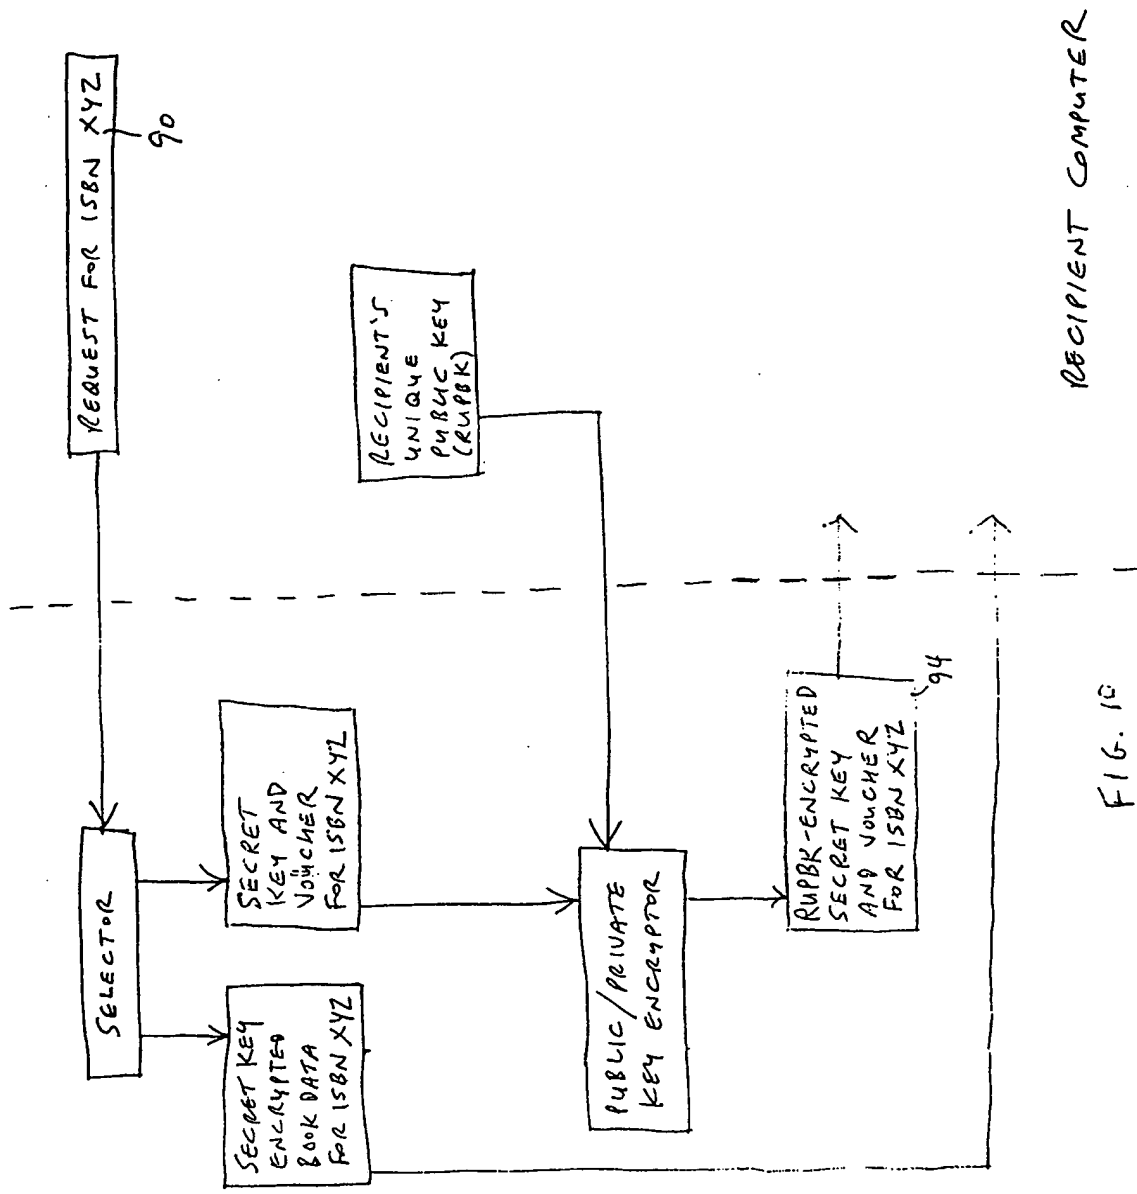 REQUEST FOR ISBN XYZ
90
SELECTOR
SECRET KEY
ENCRYPTED
BOOK DATA
FOR ISBN XYZ
SECRET
KEY AND
VOUCHER
FOR ISBN XYZ
RECIPIENT'S
UNIQUE
PUBLIC KEY
(RUPBK)
PUBLIC/PRIVATE
KEY ENCRYPTOR
RUPBK-ENCRYPTED
SECRET KEY
AND VOUCHER
FOR ISBN XYZ
94
RECIPIENT COMPUTER
FIG. 10